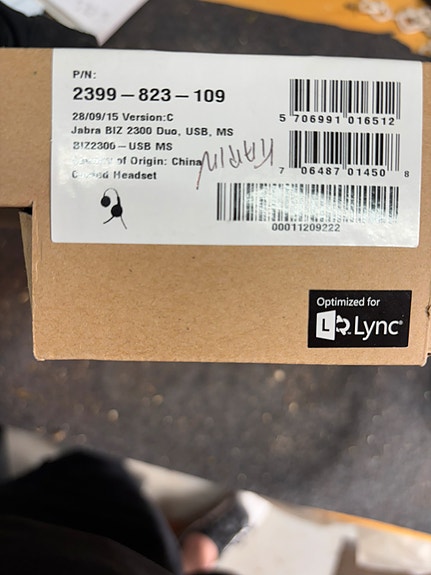 P/N:
2399-823-109
28/09/15 Version:C
Jabra BIZ 2300 Duo, USB, MS
BIZ2300 - USB MS
of Origin: China
Headset
KARIN
5 706991 016512
7 06487 01450 8
00011209222
Optimized for
Lync